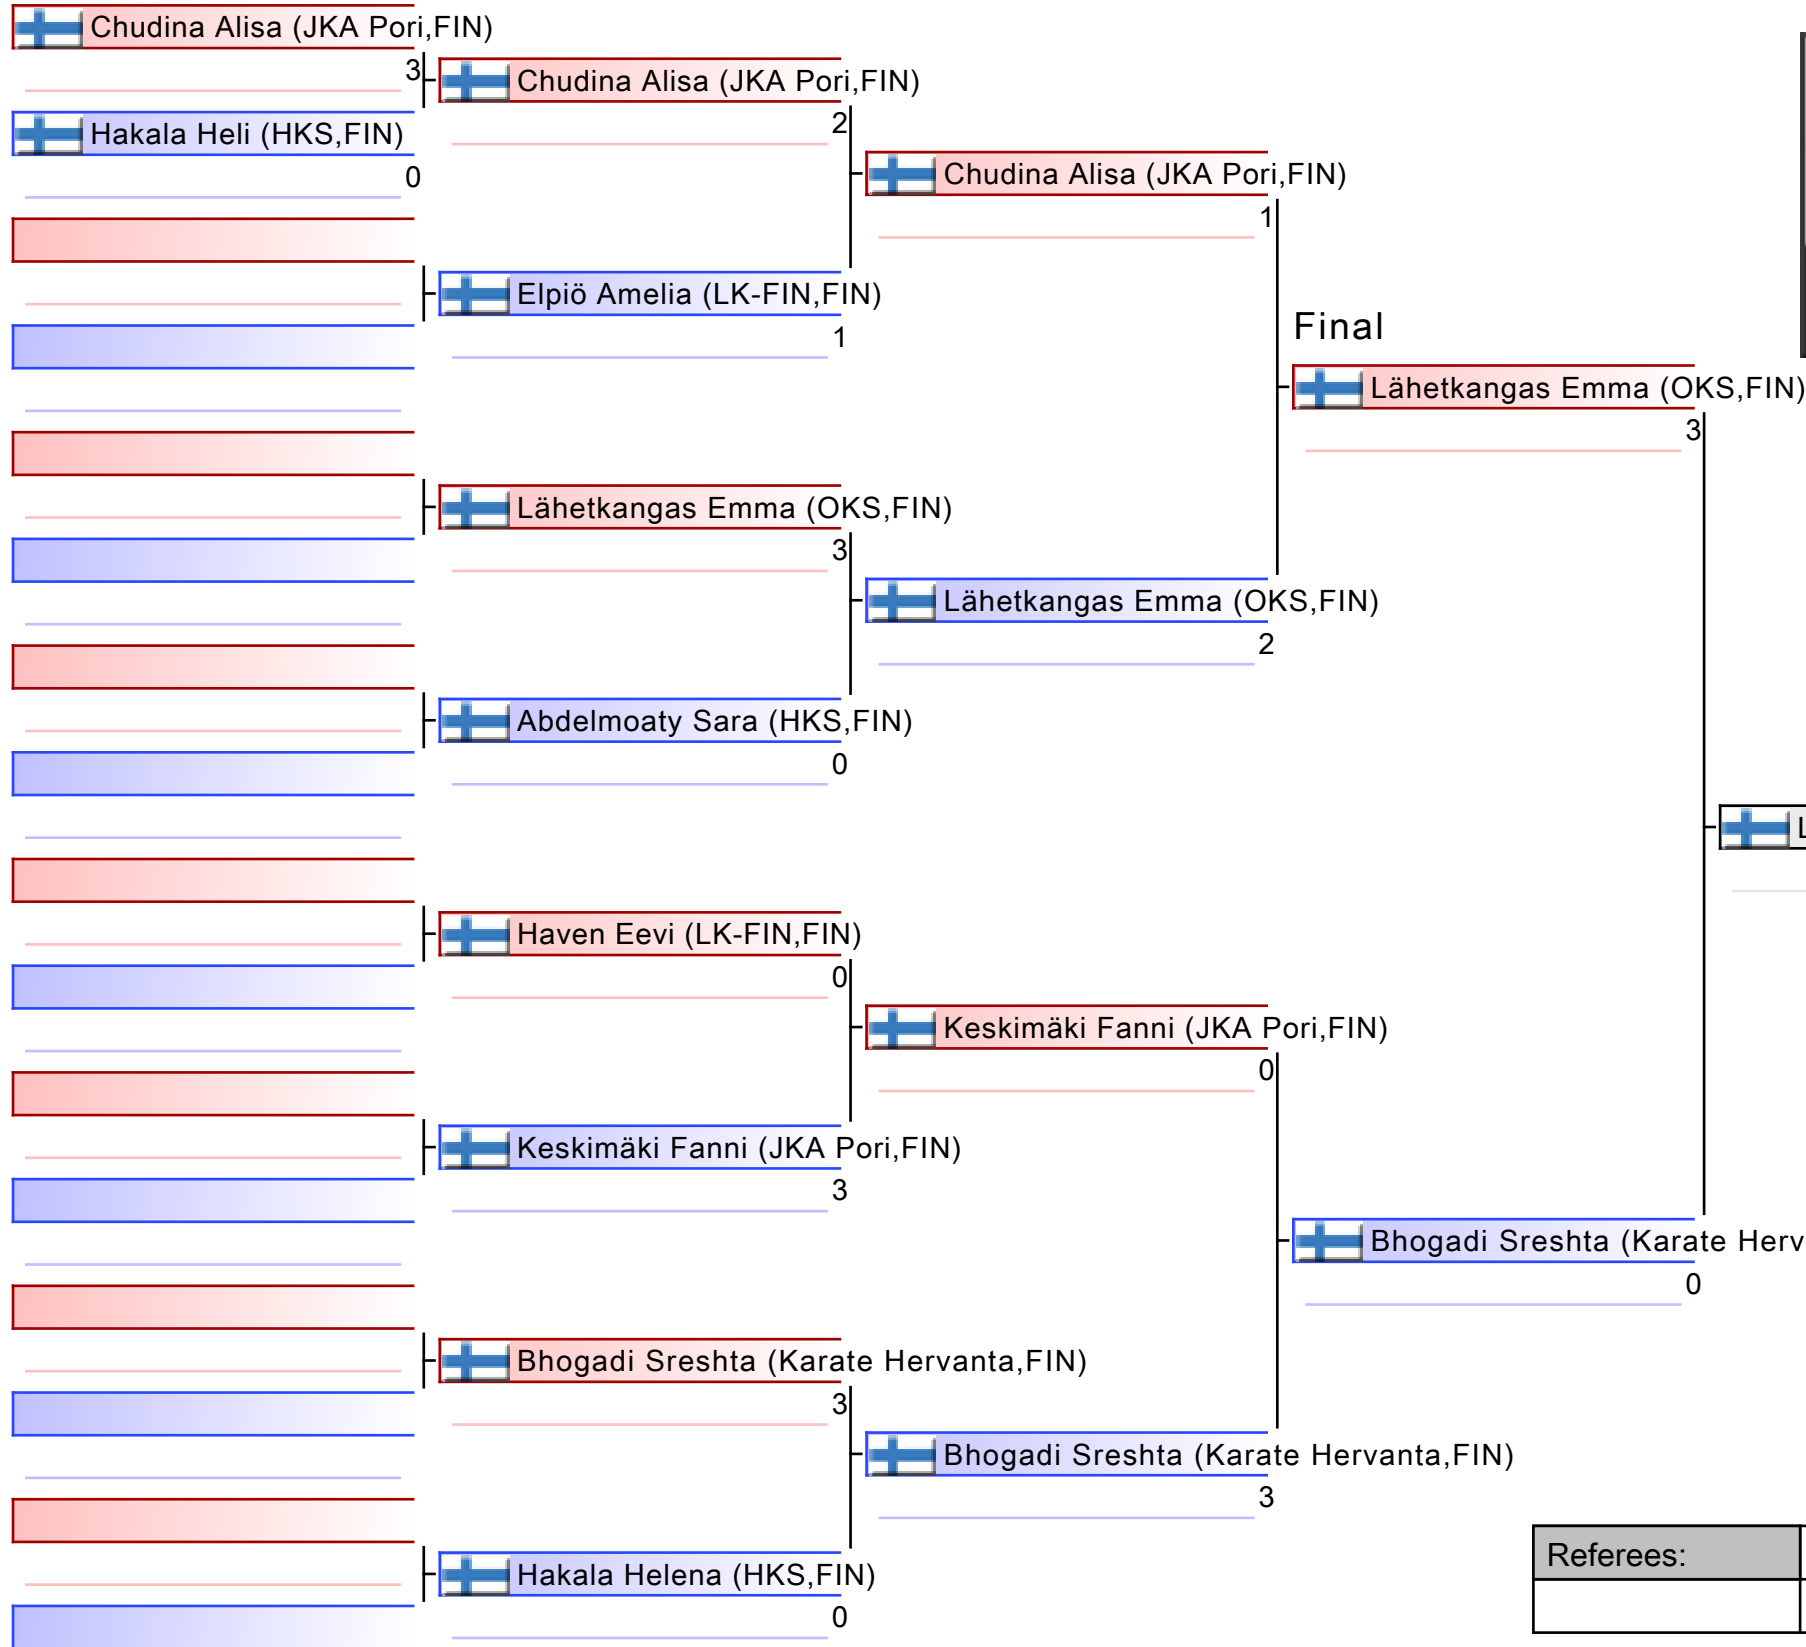 Chudina Alisa (JKA Pori,FIN)
3
Hakala Heli (HKS,FIN)
0
Chudina Alisa (JKA Pori,FIN)
2
Elpiö Amelia (LK-FIN,FIN)
1
Lähetkangas Emma (OKS,FIN)
3
Abdelmoaty Sara (HKS,FIN)
0
Haven Eevi (LK-FIN,FIN)
0
Keskimäki Fanni (JKA Pori,FIN)
3
Bhogadi Sreshta (Karate Hervanta,FIN)
3
Hakala Helena (HKS,FIN)
0
Chudina Alisa (JKA Pori,FIN)
1
Lähetkangas Emma (OKS,FIN)
2
Keskimäki Fanni (JKA Pori,FIN)
0
Bhogadi Sreshta (Karate Hervanta,FIN)
3
Final
Lähetkangas Emma (OKS,FIN)
3
Bhogadi Sreshta (Karate Herv
0
Referees: